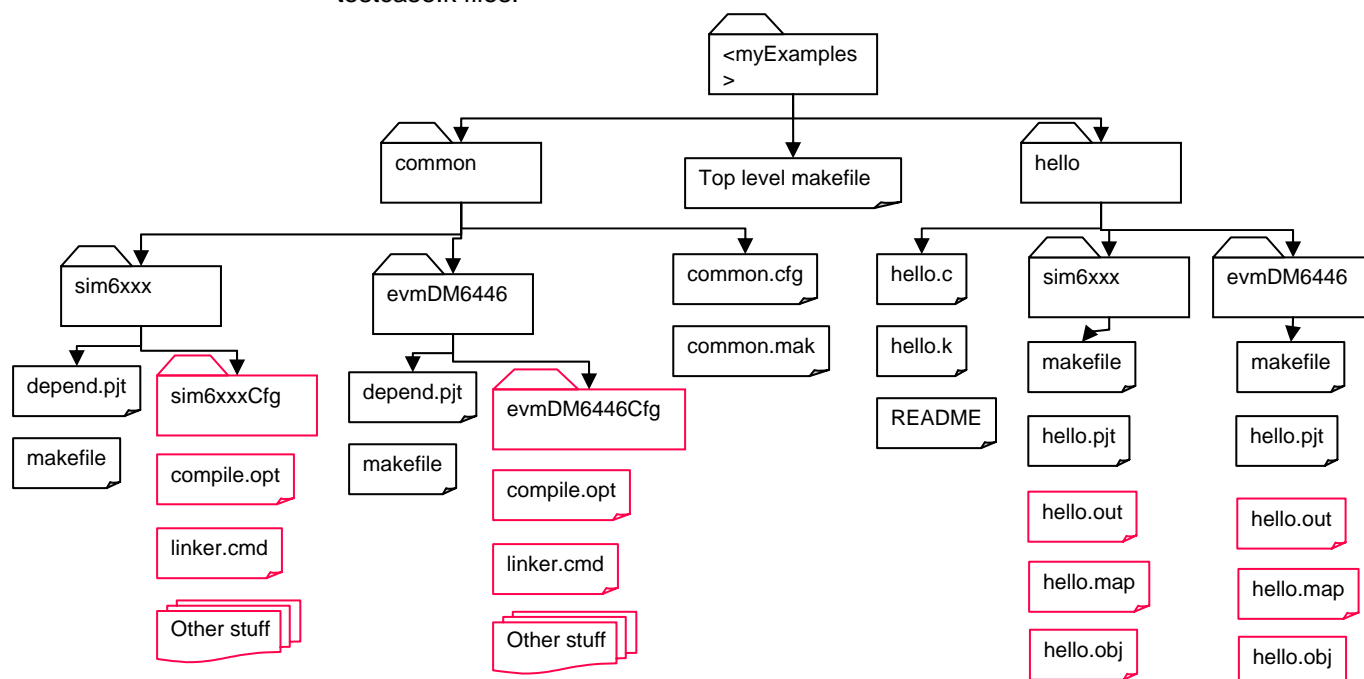 testcase.k files.
<myExamples
>
common
Top level makefile
hello
sim6xxx
evmDM6446
common.cfg
hello.c
sim6xxx
evmDM6446
common.mak
hello.k
makefile
makefile
depend.pjt
sim6xxxCfg
depend.pjt
evmDM6446Cfg
README
hello.pjt
hello.pjt
makefile
compile.opt
makefile
compile.opt
hello.out
hello.out
linker.cmd
linker.cmd
hello.map
hello.map
Other stuff
Other stuff
hello.obj
hello.obj